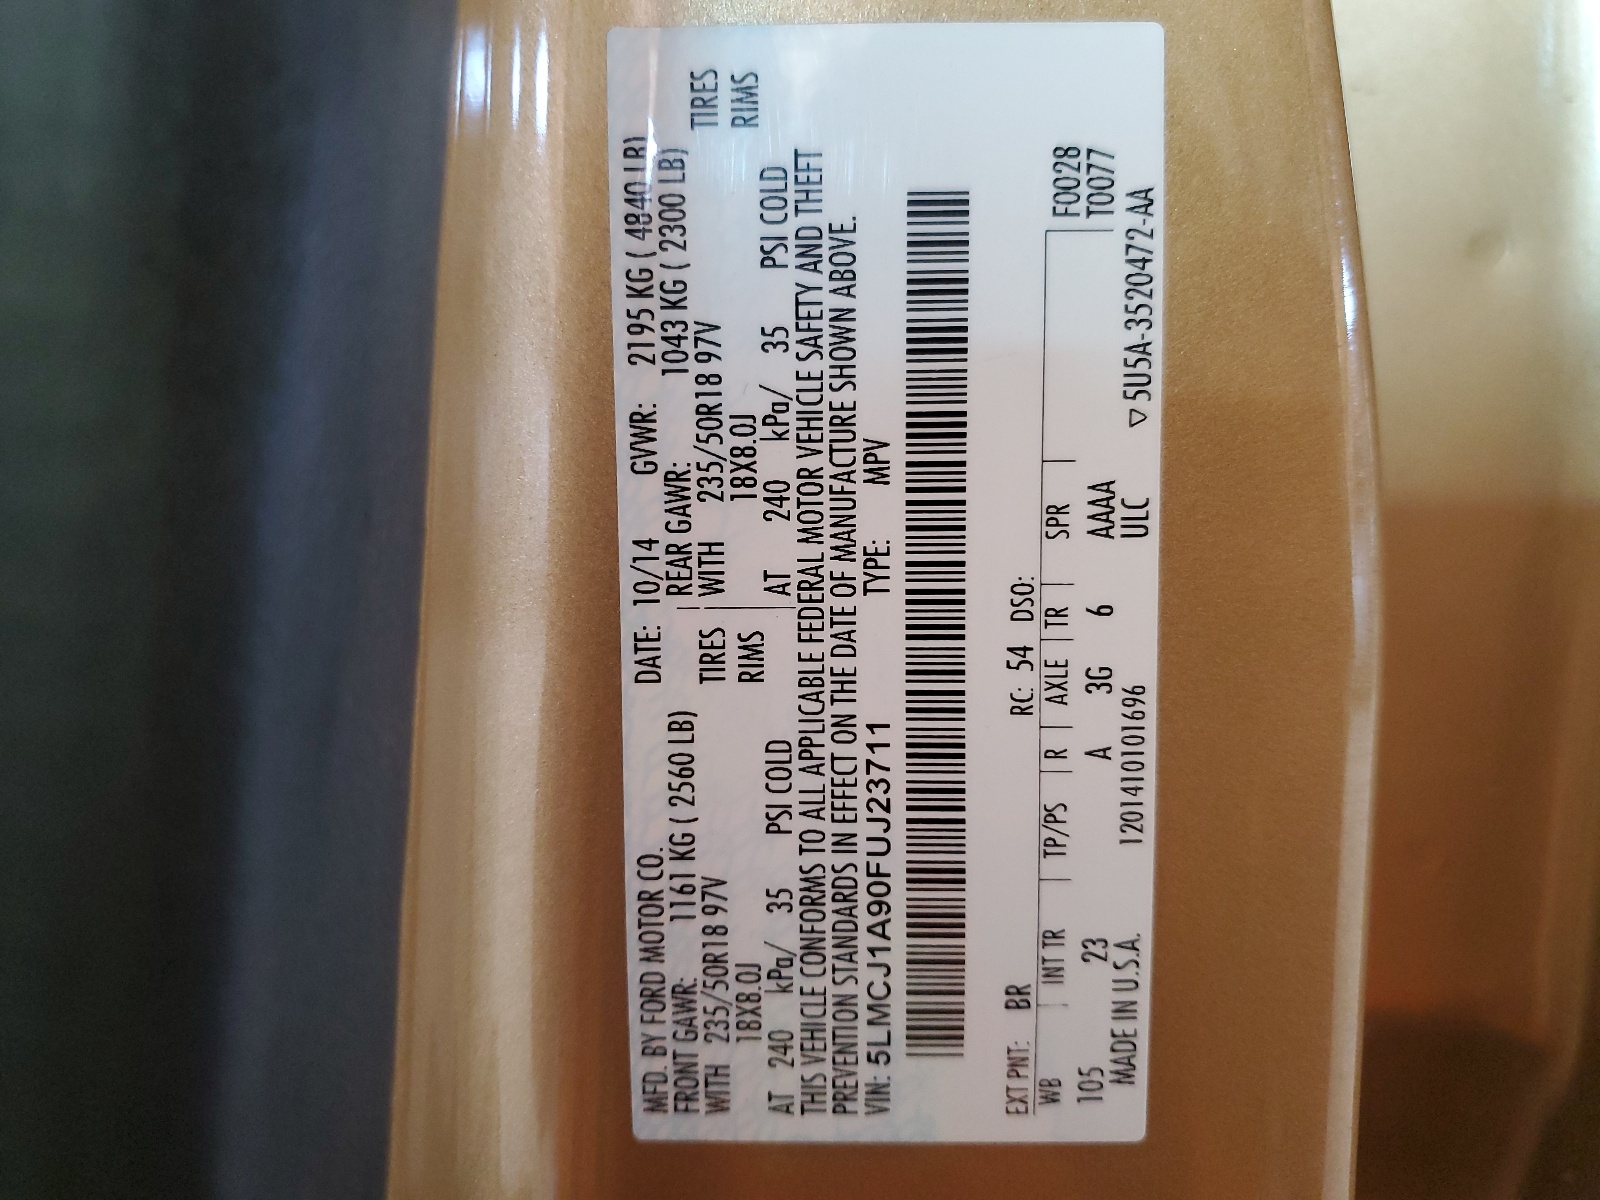 MFD. BY FORD MOTOR CO. DATE: 10/14 GVWR: 2195 KG ( 4840 LB)
FRONT GAWR: 1161 KG ( 2560 LB) REAR GAWR: 1043 KG ( 2300 LB)
WITH 235/50R18 97V TIRES WITH 235/50R18 97V TIRES
18X8.0J RIMS 18X8.0J RIMS
AT 240 kPa/ 35 PSI COLD AT 240 kPa/ 35 PSI COLD
THIS VEHICLE CONFORMS TO ALL APPLICABLE FEDERAL MOTOR VEHICLE SAFETY AND THEFT
PREVENTION STANDARDS IN EFFECT ON THE DATE OF MANUFACTURE SHOWN ABOVE.
VIN: 5LMCJ1A90FUJ23711 TYPE: MPV
EXT PNT: BR RC: 54 DSO:
WB INT TR TP/PS R AXLE TR SPR F0028
105 23 A 3G 6 AAAA T0077
MADE IN U.S.A. 120141010101696 ULC ▽ 5U5A-3520472-AA